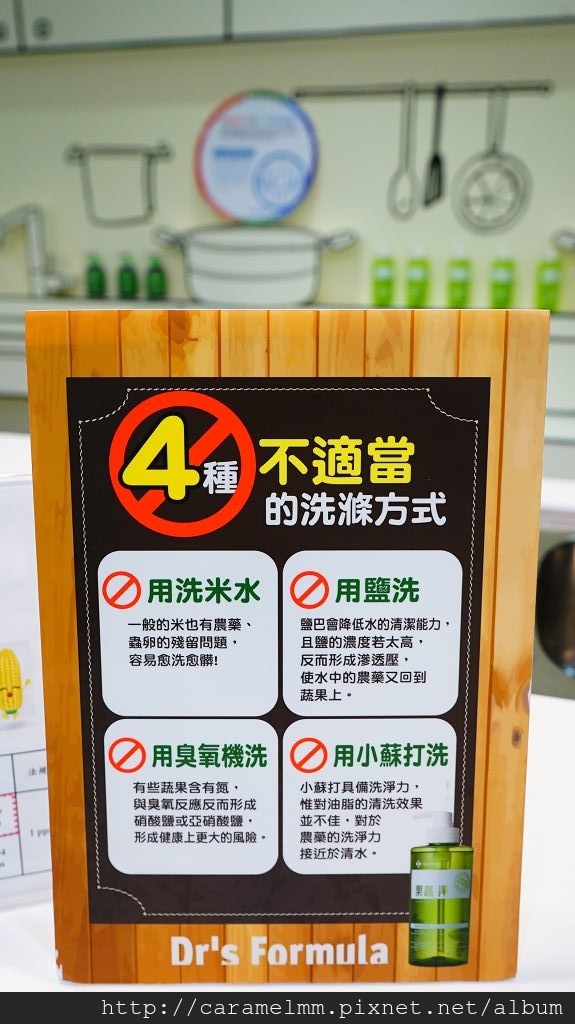 4種
不適當
的洗滌方式
用洗米水
一般的米也有農藥、
蟲卵的殘留問題，
容易愈洗愈髒!
用鹽洗
鹽巴會降低水的清潔能力，
且鹽的濃度若太高，
反而形成滲透壓，
使水中的農藥又回到
蔬果上。
用臭氧機洗
有些蔬果含有氮，
與臭氧反應反而形成
硝酸鹽或亞硝酸鹽，
形成健康上更大的風險。
用小蘇打洗
小蘇打具備洗淨力，
惟對油脂的清洗效果
並不佳，對於
農藥的洗淨力
接近於清水。
果蔬淨
Dr's Formula
1 pp
http://caramelmm.pixnet.net/album